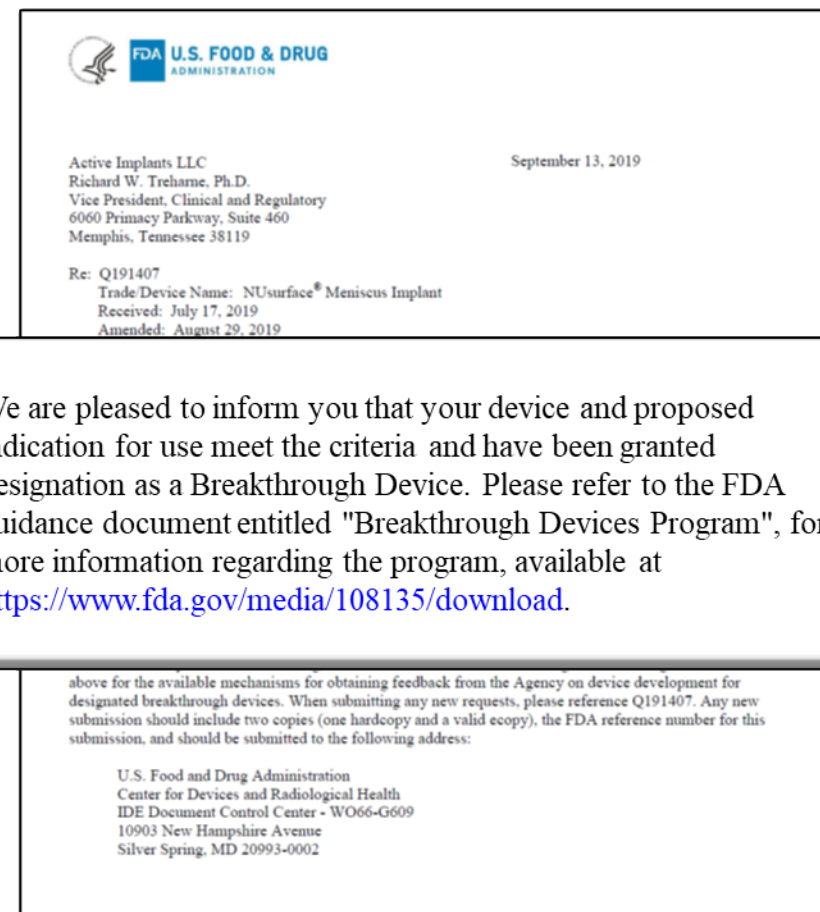 FDA U.S. FOOD & DRUG
ADMINISTRATION
Active Implants LLC
September 13, 2019
Richard W. Treharne, Ph.D.
Vice President, Clinical and Regulatory
6060 Primacy Parkway, Suite 460
Memphis, Tennessee 38119
Re: Q191407
Trade/Device Name: NUsurface® Meniscus Implant
Received: July 17, 2019
Amended: August 29, 2019
We are pleased to inform you that your device and proposed
ndication for use meet the criteria and have been granted
esignation as a Breakthrough Device. Please refer to the FDA
uidance document entitled "Breakthrough Devices Program", for
ore information regarding the program, available at
ttps://www.fda.gov/media/108135/download.
above for the available mechanisms for obtaining feedback from the Agency on device development for
designated breakthrough devices. When submitting any new requests, please reference Q191407. Any new
submission should include two copies (one hardcopy and a valid ecopy), the FDA reference number for this
submission, and should be submitted to the following address:
U.S. Food and Drug Administration
Center for Devices and Radiological Health
IDE Document Control Center - WO66-G609
10903 New Hampshire Avenue
Silver Spring, MD 20993-0002